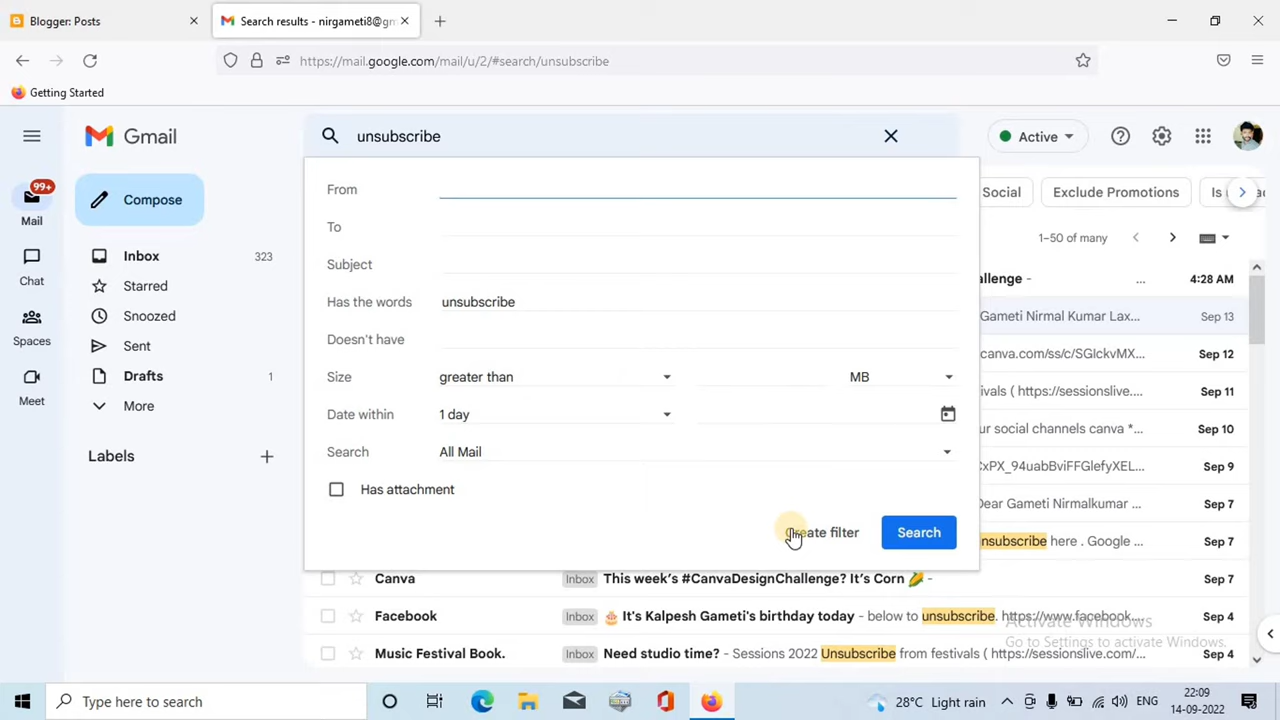 Blogger: Posts
Search results - nirgameti8@gm
https://mail.google.com/mail/u/2/#search/unsubscribe
Getting Started
Gmail
unsubscribe
Active
99+
Mail
Compose
From
Social
Exclude Promotions
Is
To
1–50 of many
Chat
Inbox 323
Subject
allenge - ... 4:28 AM
Starred
Has the words unsubscribe
Gameti Nirmal Kumar Lax... Sep 13
Spaces
Snoozed
Sent
Doesn't have
canva.com/ss/c/SGIckvMX... Sep 12
Meet
Drafts 1
Size greater than MB
ivals ( https://sessionslive.... Sep 11
More
Date within 1 day
ur social channels canva *... Sep 10
Labels
Search All Mail
CxPX_94uabBviFFGlefyXEL... Sep 9
Has attachment
Dear Gameti Nirmalkumar ... Sep 7
Create filter
Search
nsubscribe here . Google ... Sep 7
Canva Inbox This week's #CanvaDesignChallenge? It's Corn 🌽 - Sep 7
Facebook Inbox 🎂 It's Kalpesh Gameti's birthday today - below to unsubscribe. https://www.facebook.... Sep 4
Activate Windows
Go to Settings to activate Windows.
Music Festival Book. Inbox Need studio time? - Sessions 2022 Unsubscribe from festivals ( https://sessionslive.com/... Sep 4
Type here to search
28°C Light rain
ENG
22:09
14-09-2022